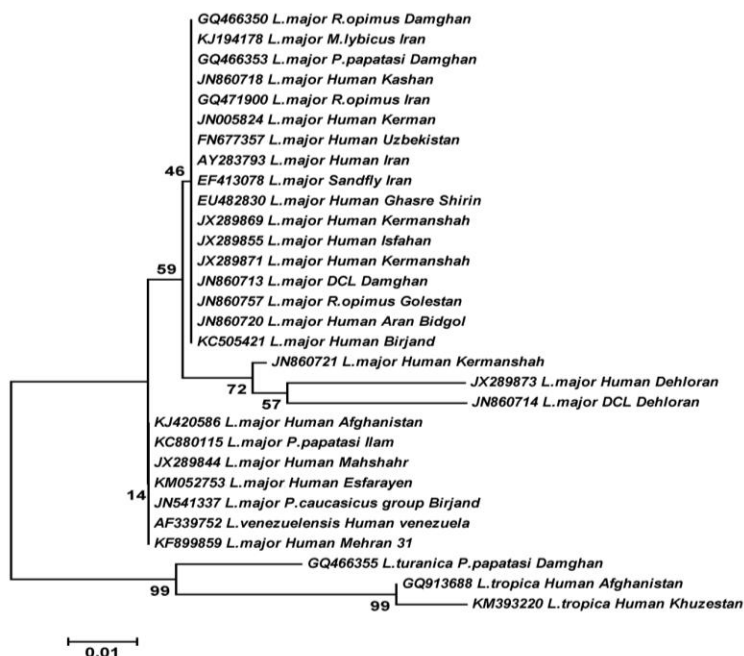 GQ466350 L.major R.opimus Damghan
KJ194178 L.major M.lybicus Iran
GQ466353 L.major P.papatasi Damghan
JN860718 L.major Human Kashan
GQ471900 L.major R.opimus Iran
JN005824 L.major Human Kerman
FN677357 L.major Human Uzbekistan
AY283793 L.major Human Iran
46
EF413078 L.major Sandfly Iran
EU482830 L.major Human Ghasre Shirin
JX289869 L.major Human Kermanshah
JX289855 L.major Human Isfahan
JX289871 L.major Human Kermanshah
59
JN860713 L.major DCL Damghan
JN860757 L.major R.opimus Golestan
JN860720 L.major Human Aran Bidgol
KC505421 L.major Human Birjand
JN860721 L.major Human Kermanshah
72
JX289873 L.major Human Dehloran
57
JN860714 L.major DCL Dehloran
KJ420586 L.major Human Afghanistan
KC880115 L.major P.papatasi Ilam
JX289844 L.major Human Mahshahr
KM052753 L.major Human Esfarayen
14
JN541337 L.major P.caucasicus group Birjand
AF339752 L.venezuelensis Human venezuela
KF899859 L.major Human Mehran 31
GQ466355 L.turanica P.papatasi Damghan
99
GQ913688 L.tropica Human Afghanistan
99
KM393220 L.tropica Human Khuzestan
0.01